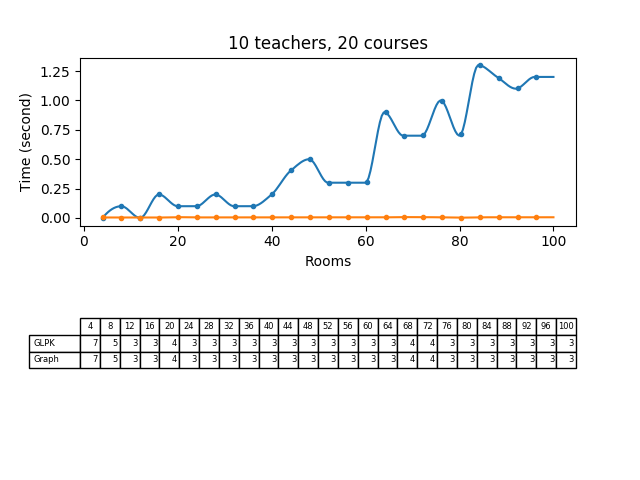 10 teachers, 20 courses
1.25
1.00
0.75
0.50
0.25
0.00
Time (second)
0 20 40 60 80 100
Rooms
4 8 12 16 20 24 28 32 36 40 44 48 52 56 60 64 68 72 76 80 84 88 92 96 100
GLPK 7 5 3 3 4 3 3 3 3 3 3 3 3 3 3 3 4 4 3 3 3 3 3 3 3
Graph 7 5 3 3 4 3 3 3 3 3 3 3 3 3 3 3 4 4 3 3 3 3 3 3 3